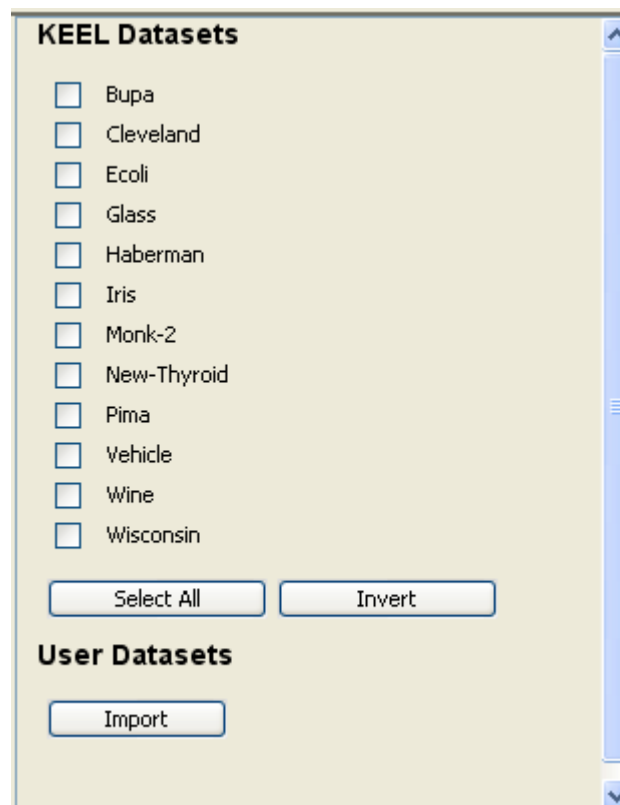 KEEL Datasets
Bupa
Cleveland
Ecoli
Glass
Haberman
Iris
Monk-2
New-Thyroid
Pima
Vehicle
Wine
Wisconsin
Select All Invert
User Datasets
Import